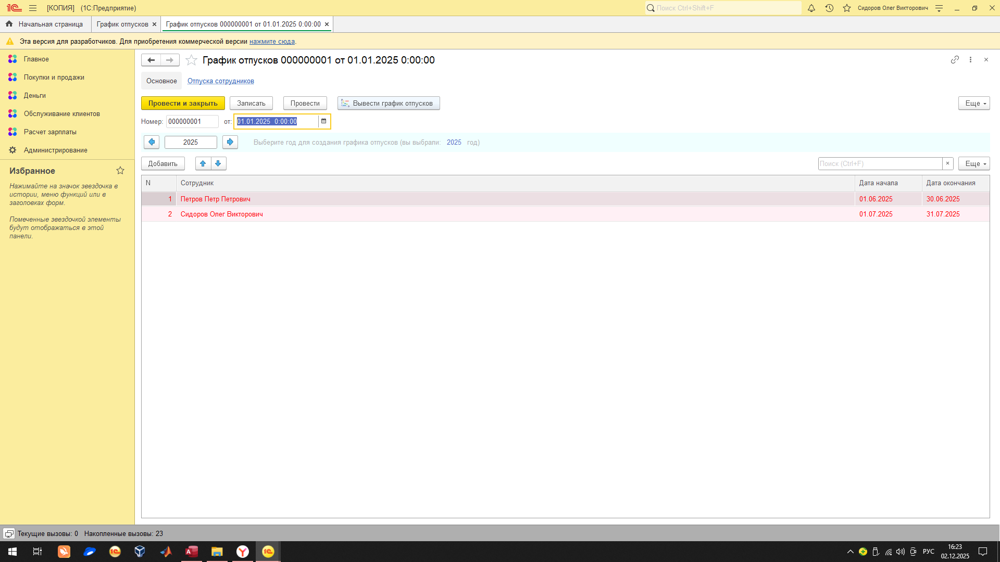 [КОПИЯ] (1С:Предприятие)
Поиск Ctrl+Shift+F
Сидоров Олег Викторович
Начальная страница
График отпусков
График отпусков 000000001 от 01.01.2025 0:00:00
Эта версия для разработчиков. Для приобретения коммерческой версии нажмите сюда.
Главное
Покупки и продажи
Деньги
Обслуживание клиентов
Расчет зарплаты
Администрирование
Избранное
Нажимайте на значок звездочка в
истории, меню функций или в
заголовках форм.
Помеченные звездочкой элементы
будут отображаться в этой
панели.
График отпусков 000000001 от 01.01.2025 0:00:00
Основное Отпуска сотрудников
Провести и закрыть Записать Провести Вывести график отпусков Еще
Номер: 000000001 от: 01.01.2025 0:00:00
2025 Выберите год для создания графика отпусков (вы выбрали: 2025 год)
Добавить Поиск (Ctrl+F) × Еще
N Сотрудник Дата начала Дата окончания
1 Петров Петр Петрович 01.06.2025 30.06.2025
2 Сидоров Олег Викторович 01.07.2025 31.07.2025
Текущие вызовы: 0 Накопленные вызовы: 23
РУС
16:23
02.12.2025